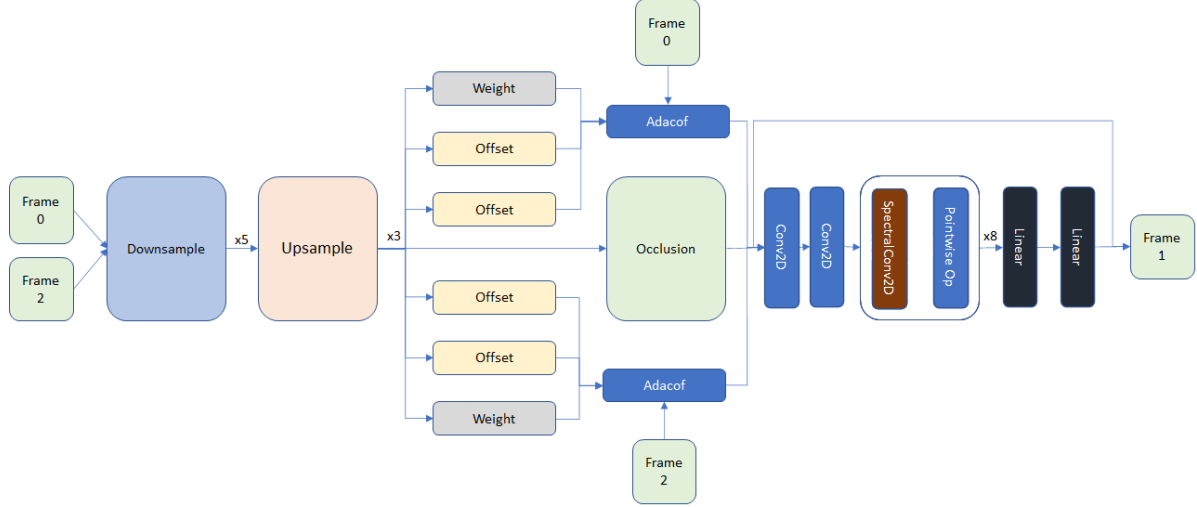 Frame
0
Frame
2
Downsample
x5
Upsample
x3
Weight
Offset
Offset
Offset
Offset
Weight
Frame
0
Adacof
Occlusion
Adacof
Frame
2
Conv2D
Conv2D
SpectralConv2D
Pointwise Op
x8
Linear
Linear
Frame
1